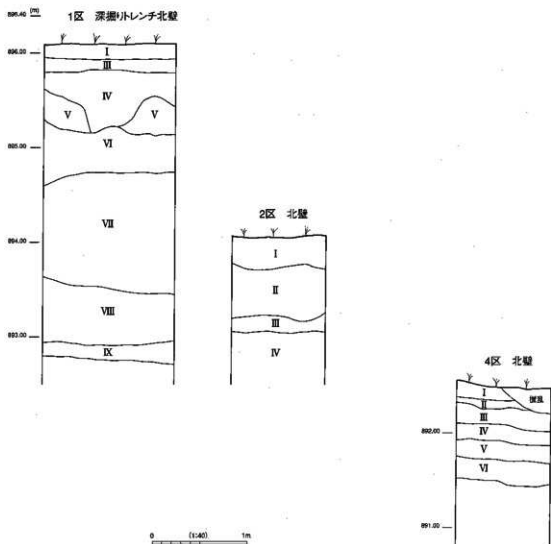 896.40 (m)
1区 深掘りトレンチ北壁
896.00
I
III
IV
V
V
VI
895.00
VII
894.00
VIII
893.00
IX
2区 北壁
I
II
III
IV
4区 北壁
I
撹乱
II
III
892.00
IV
V
VI
891.00
0 (1:40) 1m